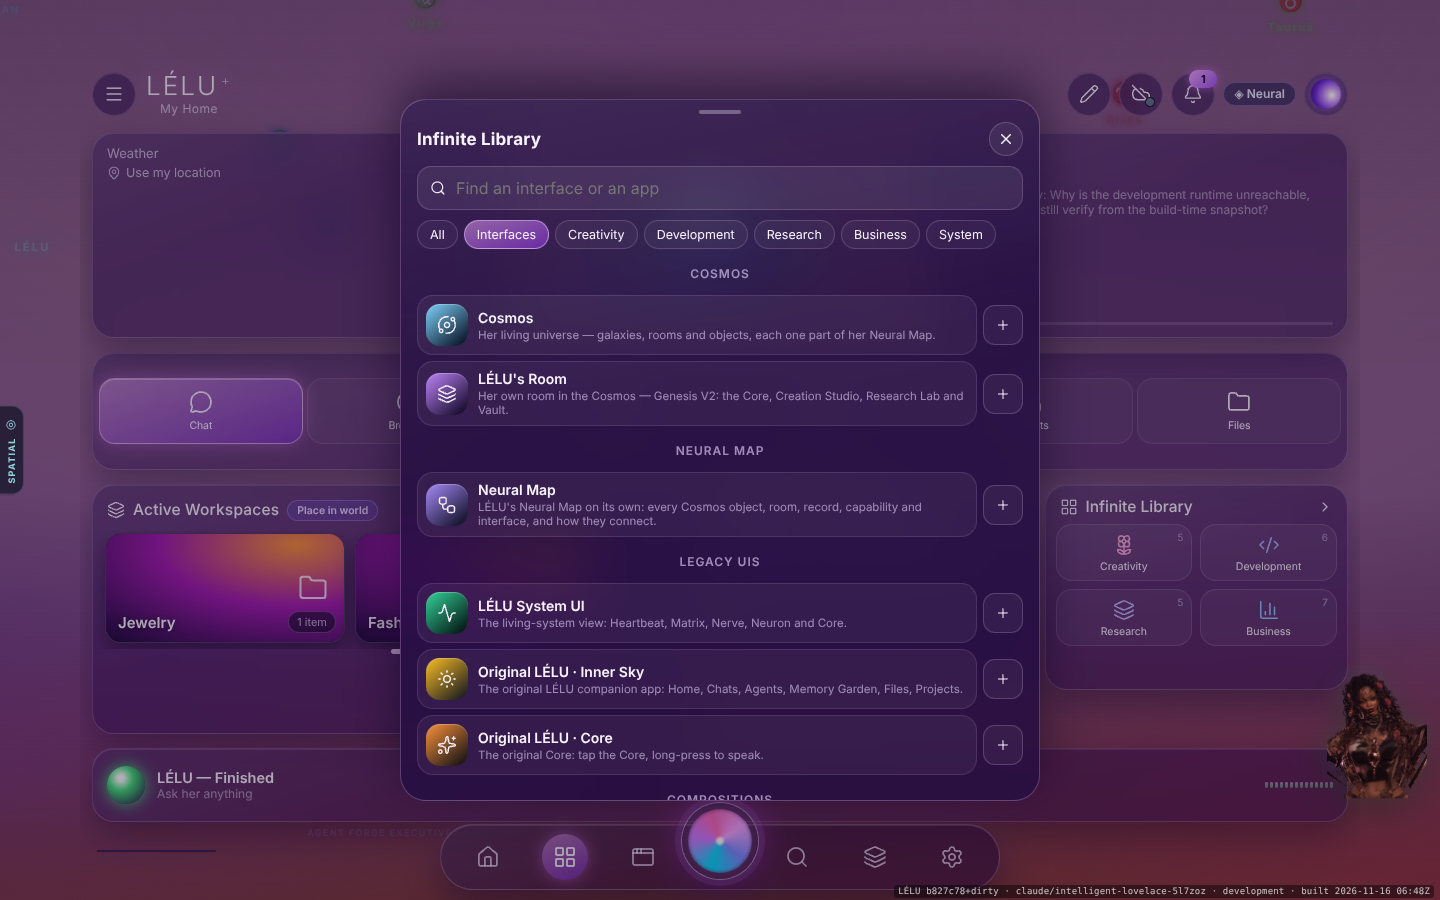 LÉLU +
My Home
1
◈ Neural
Weather
Use my location
Why is the development runtime unreachable,
still verify from the build-time snapshot?
LÉLU
SPATIAL
Infinite Library
Find an interface or an app
All
Interfaces
Creativity
Development
Research
Business
System
COSMOS
Cosmos
Her living universe — galaxies, rooms and objects, each one part of her Neural Map.
LÉLU's Room
Her own room in the Cosmos — Genesis V2: the Core, Creation Studio, Research Lab and
Vault.
NEURAL MAP
Neural Map
LÉLU's Neural Map on its own: every Cosmos object, room, record, capability and
interface, and how they connect.
LEGACY UIS
LÉLU System UI
The living-system view: Heartbeat, Matrix, Nerve, Neuron and Core.
Original LÉLU · Inner Sky
The original LÉLU companion app: Home, Chats, Agents, Memory Garden, Files, Projects.
Original LÉLU · Core
The original Core: tap the Core, long-press to speak.
COMPOSITIONS
Chat
Br
ts
Files
Active Workspaces
Place in world
Jewelry
1 item
Fash
Infinite Library
Creativity
5
Development
6
Research
5
Business
7
LÉLU — Finished
Ask her anything
AGENT FORGE EXECUTIVE
LÉLU b827c78+dirty · claude/intelligent-lovelace-5l7zoz · development · built 2026-11-16 06:48Z